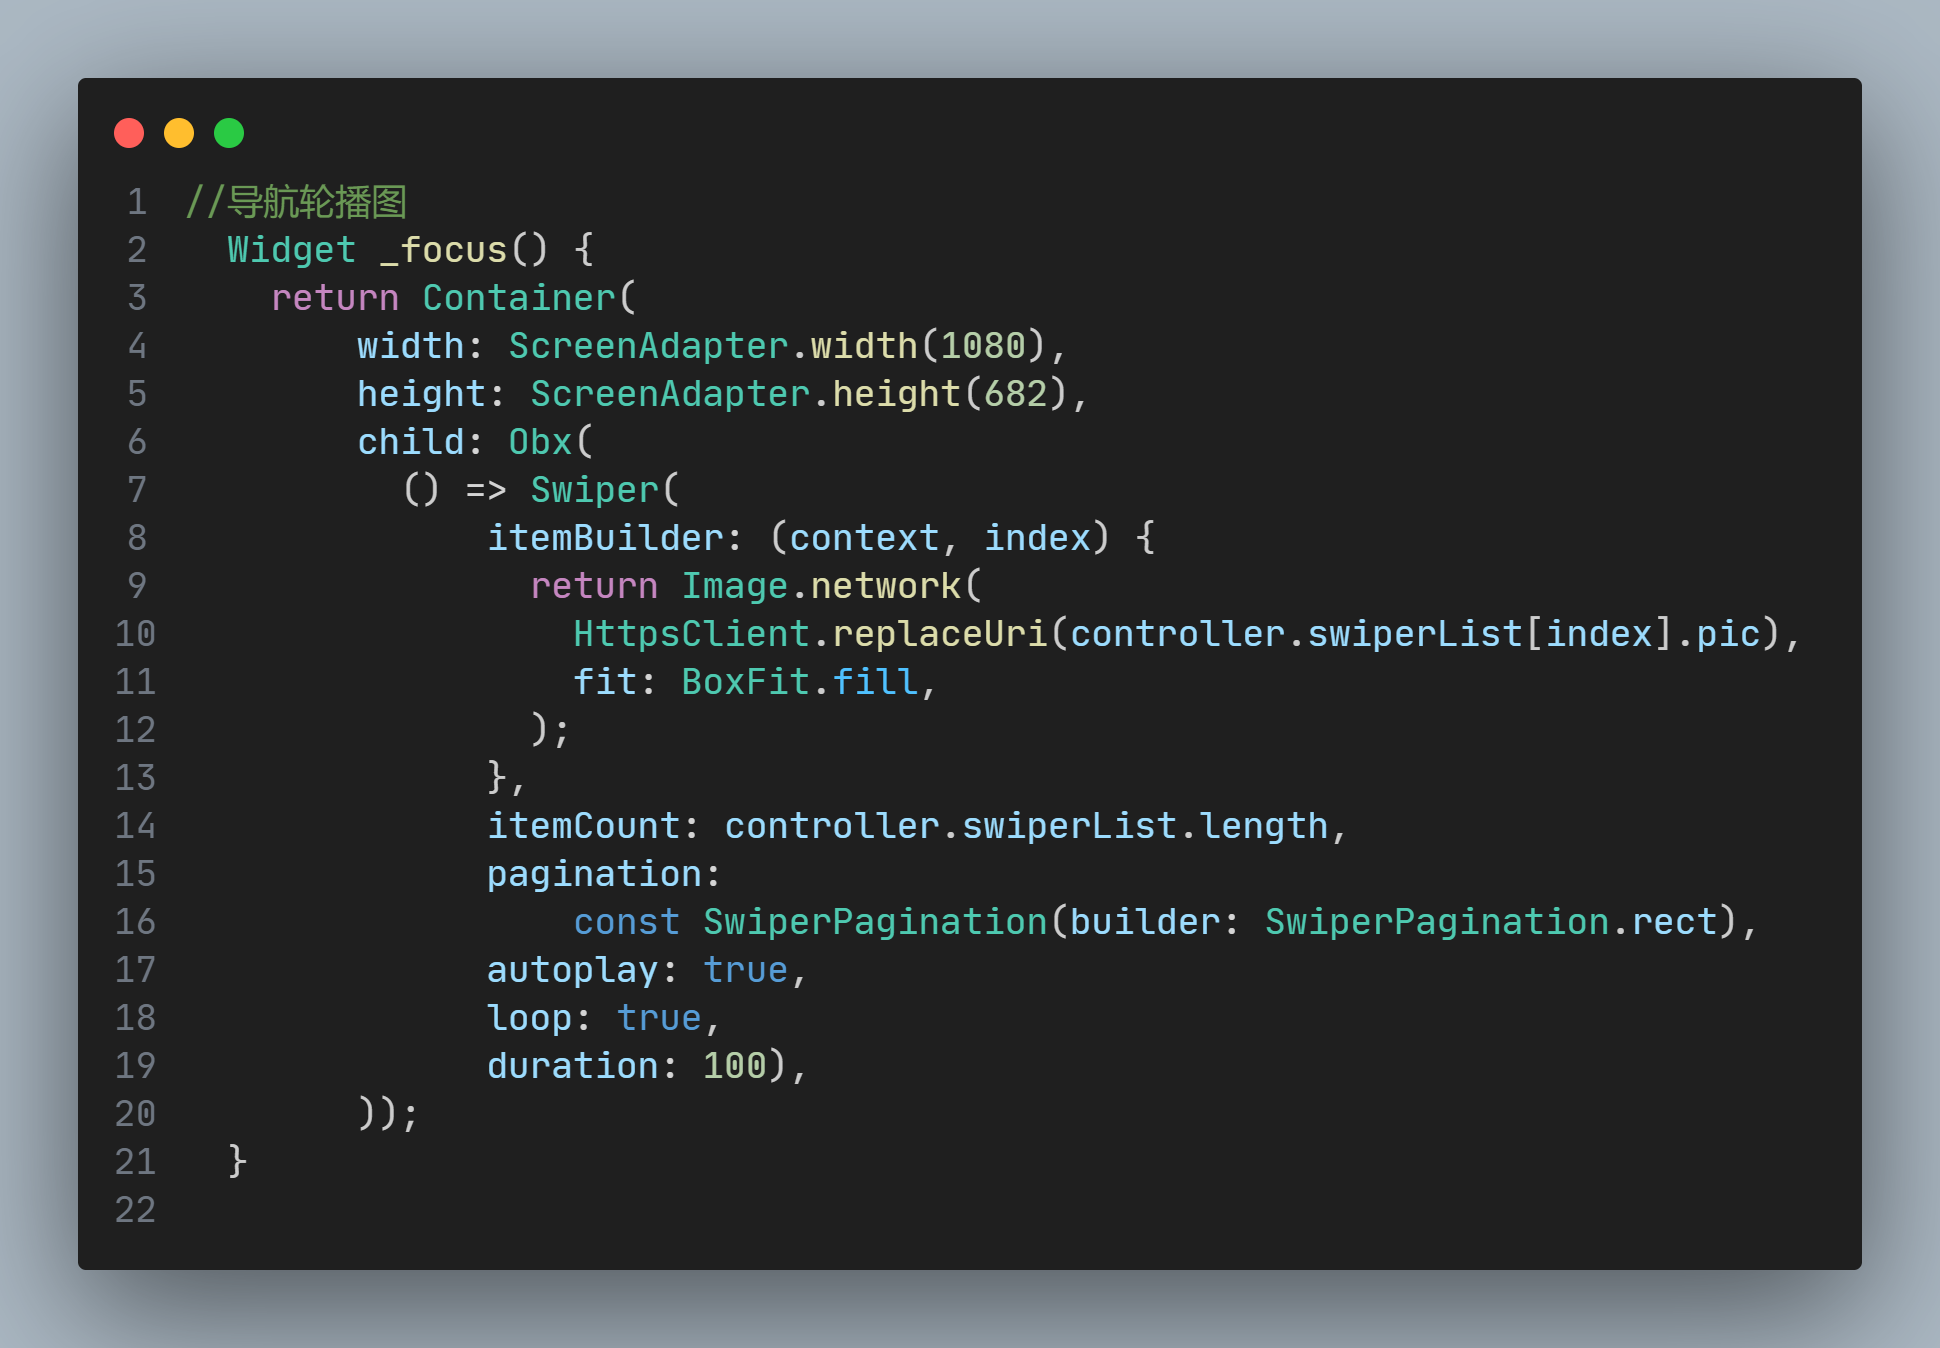 1 //导航轮播图
2   Widget _focus() {
3     return Container(
4         width: ScreenAdapter.width(1080),
5         height: ScreenAdapter.height(682),
6         child: Obx(
7           () => Swiper(
8               itemBuilder: (context, index) {
9                 return Image.network(
10                   HttpsClient.replaceUri(controller.swiperList[index].pic),
11                   fit: BoxFit.fill,
12                 );
13               },
14               itemCount: controller.swiperList.length,
15               pagination:
16                   const SwiperPagination(builder: SwiperPagination.rect),
17               autoplay: true,
18               loop: true,
19               duration: 100),
20         ));
21   }
22